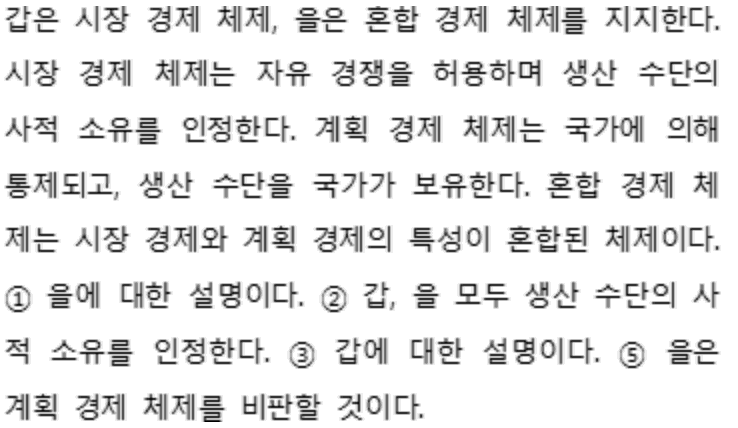 갑은 시장 경제 체제, 을은 혼합 경제 체제를 지지한다.
시장 경제 체제는 자유 경쟁을 허용하며 생산 수단의
사적 소유를 인정한다. 계획 경제 체제는 국가에 의해
통제되고, 생산 수단을 국가가 보유한다. 혼합 경제 체
제는 시장 경제와 계획 경제의 특성이 혼합된 체제이다.
① 을에 대한 설명이다. ② 갑, 을 모두 생산 수단의 사
적 소유를 인정한다. ③ 갑에 대한 설명이다. ⑤ 을은
계획 경제 체제를 비판할 것이다.